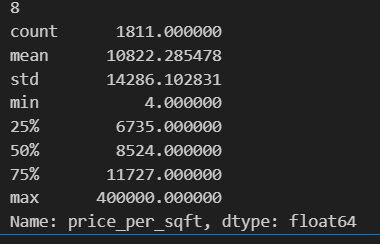 8
count      1811.000000
mean      10822.285478
std       14286.102831
min           4.000000
25%        6735.000000
50%        8524.000000
75%       11727.000000
max      400000.000000
Name: price_per_sqft, dtype: float64